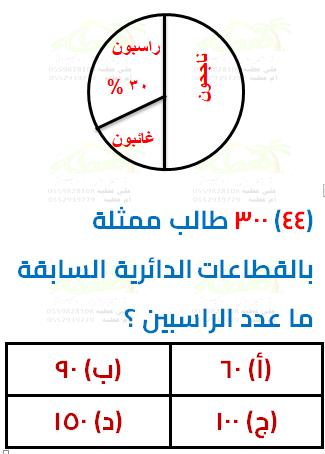 راسبون
٣٠ %
ناجحون
غائبون
(٤٤) ٣٠٠ طالب ممثلة
بالقطاعات الدائرية السابقة
ما عدد الراسبين ؟
(أ) ٦٠
(ب) ٩٠
(ج) ١٠٠
(د) ١٥٠